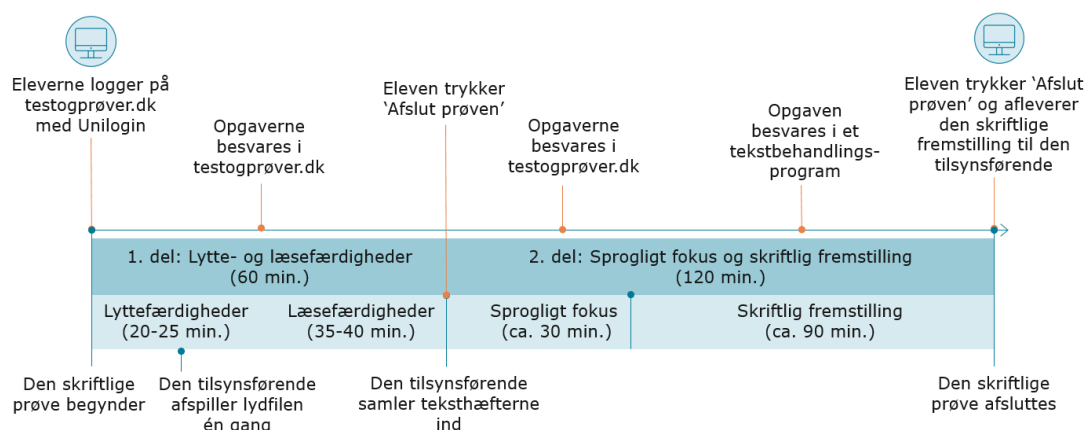 Eleverne logger på
testogprøver.dk
med Unilogin
Opgaverne
besvares i
testogprøver.dk
Eleven trykker
‘Afslut prøven’
Opgaverne
besvares i
testogprøver.dk
Opgaven
besvares i et
tekstbehandlings-
program
Eleven trykker ‘Afslut
prøven’ og afleverer
den skriftlige
fremstilling til den
tilsynsførende
1. del: Lytte- og læsefærdigheder
(60 min.)
2. del: Sprogligt fokus og skriftlig fremstilling
(120 min.)
Lyttefærdigheder
(20-25 min.)
Læsefærdigheder
(35-40 min.)
Sprogligt fokus
(ca. 30 min.)
Skriftlig fremstilling
(ca. 90 min.)
Den skriftlige
prøve begynder
Den tilsynsførende
afspiller lydfilen
én gang
Den tilsynsførende
samler teksthæfterne
ind
Den skriftlige
prøve afsluttes